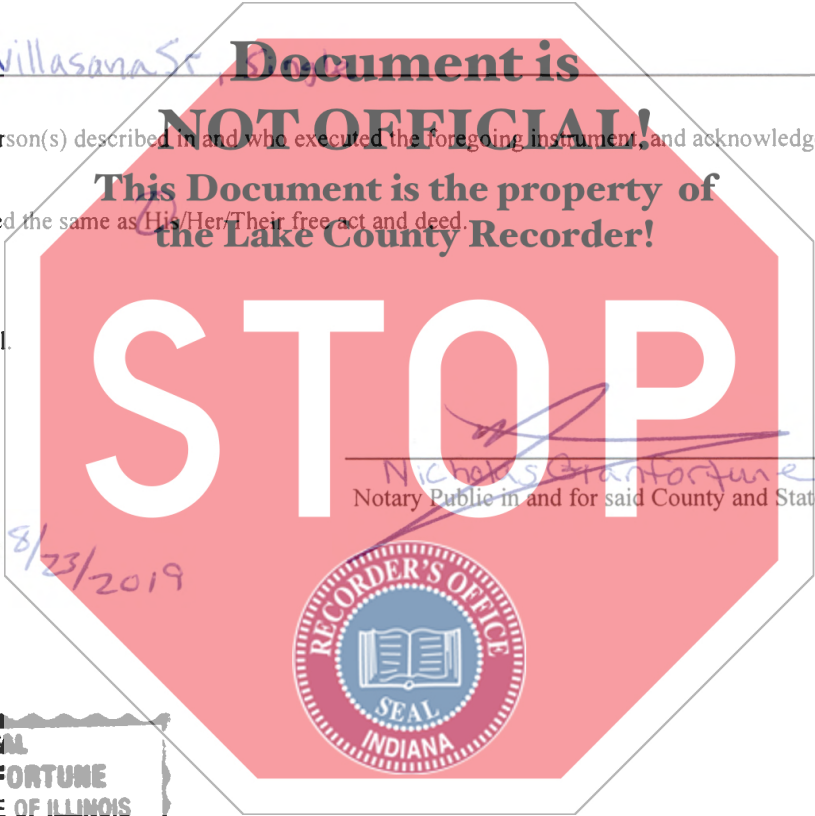 Villasana Sr, Single
Document is
NOT OFFICIAL!
rson(s) described in and who executed the foregoing instrument, and acknowledg
This Document is the property of
ed the same as His/Her/Their free act and deed.
the Lake County Recorder!
l.
STOP
Nicholas Granfortune
Notary Public in and for said County and Stat
8/23/2019
RECORDER'S OFFICE
SEAL
INDIANA
AL
FORTUNE
E OF ILLINOIS